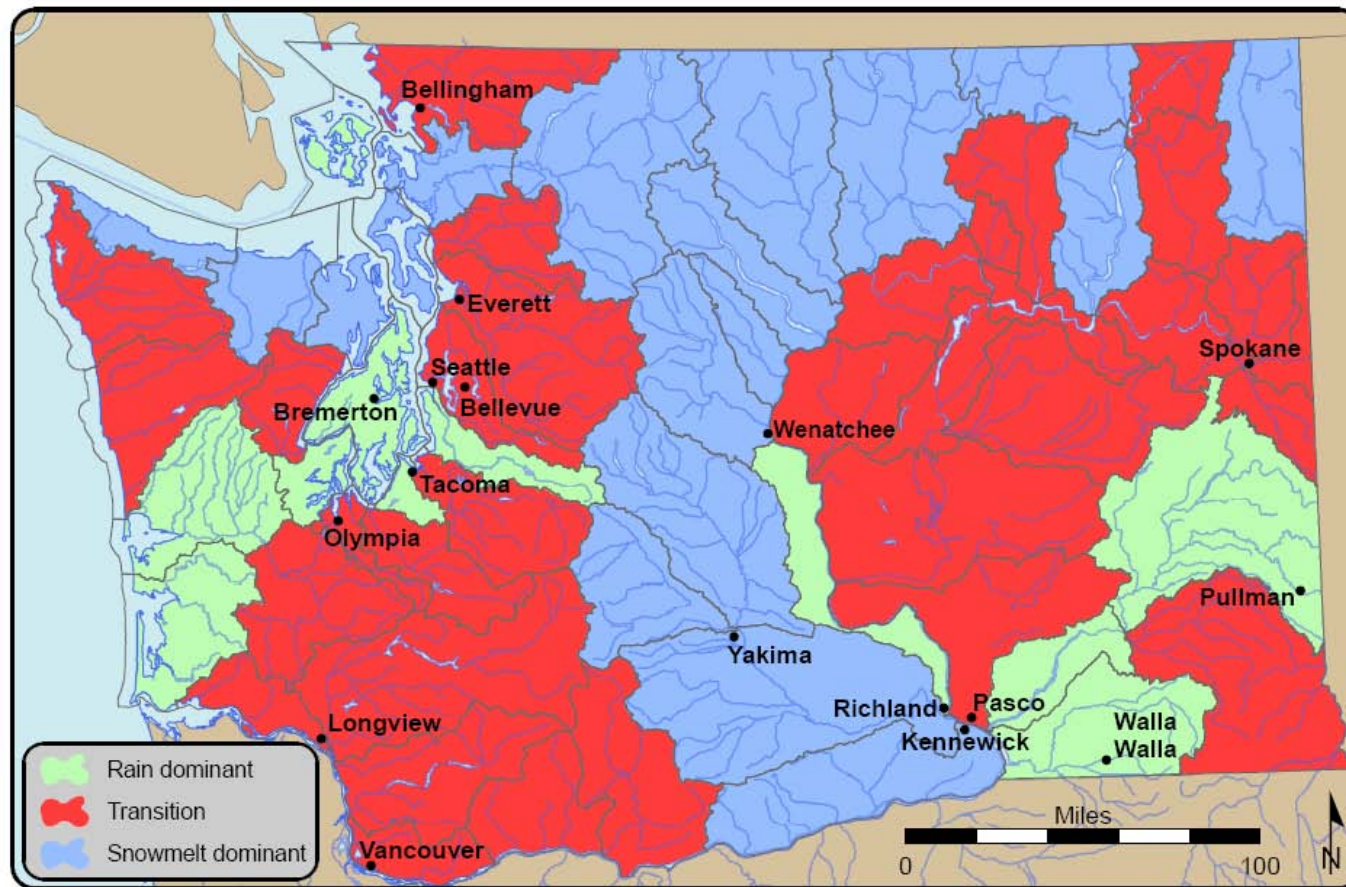 Bellingham
Everett
Seattle
Bellevue
Bremerton
Spokane
Wenatchee
Tacoma
Olympia
Pullman
Yakima
Richland
Pasco
Kennewick
Walla
Walla
Longview
Vancouver
Rain dominant
Transition
Snowmelt dominant
Miles
0
100
N